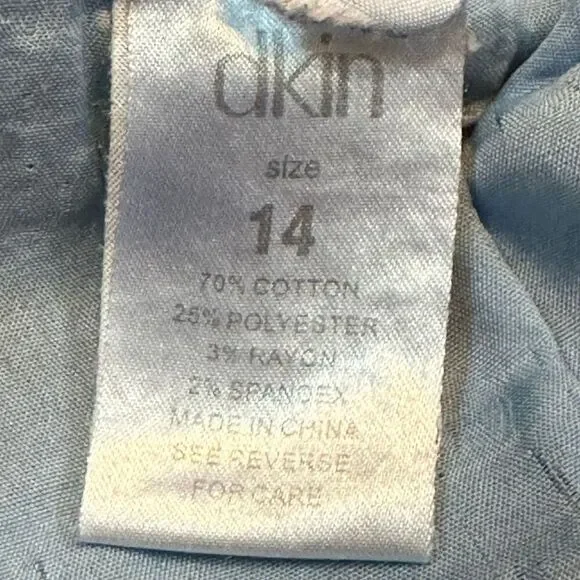 dkin
size
14
70% COTTON
25% POLYESTER
3% RAYON
2% SPANDEX
MADE IN CHINA
SEE REVERSE
FOR CARE